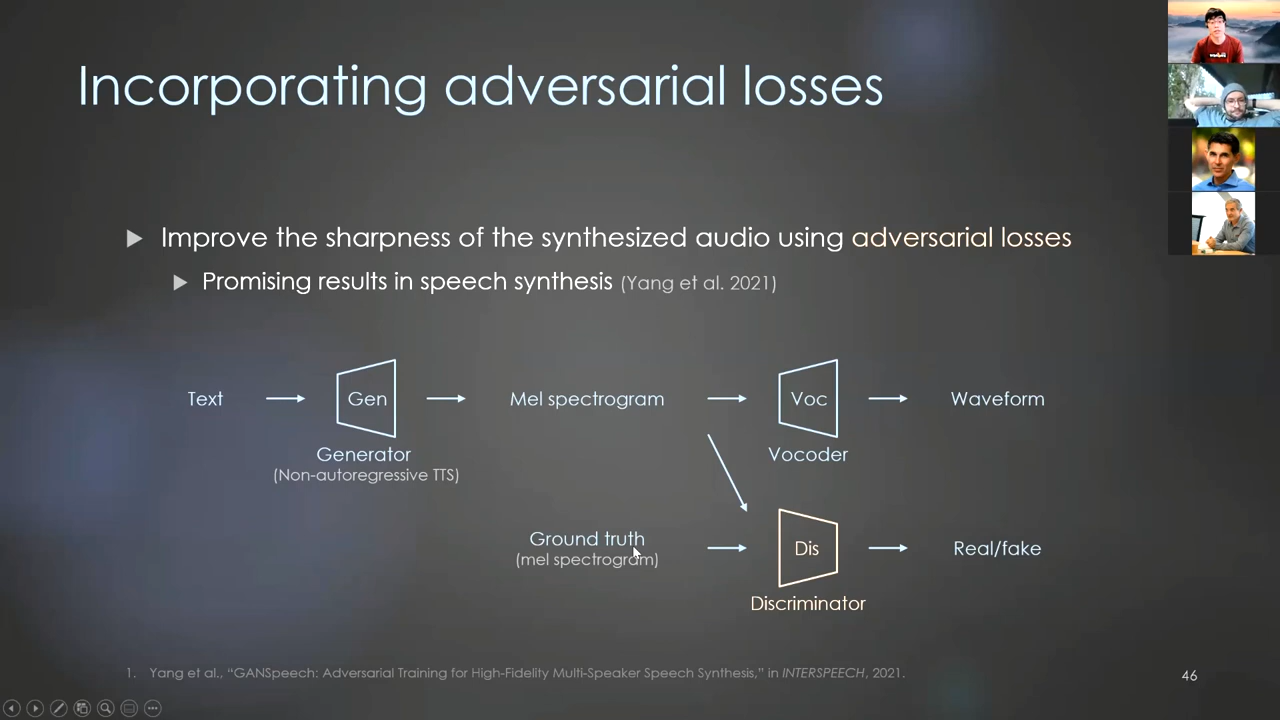 Incorporating adversarial losses
Improve the sharpness of the synthesized audio using adversarial losses
Promising results in speech synthesis (Yang et al. 2021)
Text
Gen
Mel spectrogram
Voc
Waveform
Generator
(Non-autoregressive TTS)
Vocoder
Ground truth
(mel spectrogram)
Dis
Real/fake
Discriminator
1. Yang et al., “GANSpeech: Adversarial Training for High-Fidelity Multi-Speaker Speech Synthesis,” in INTERSPEECH, 2021.
46